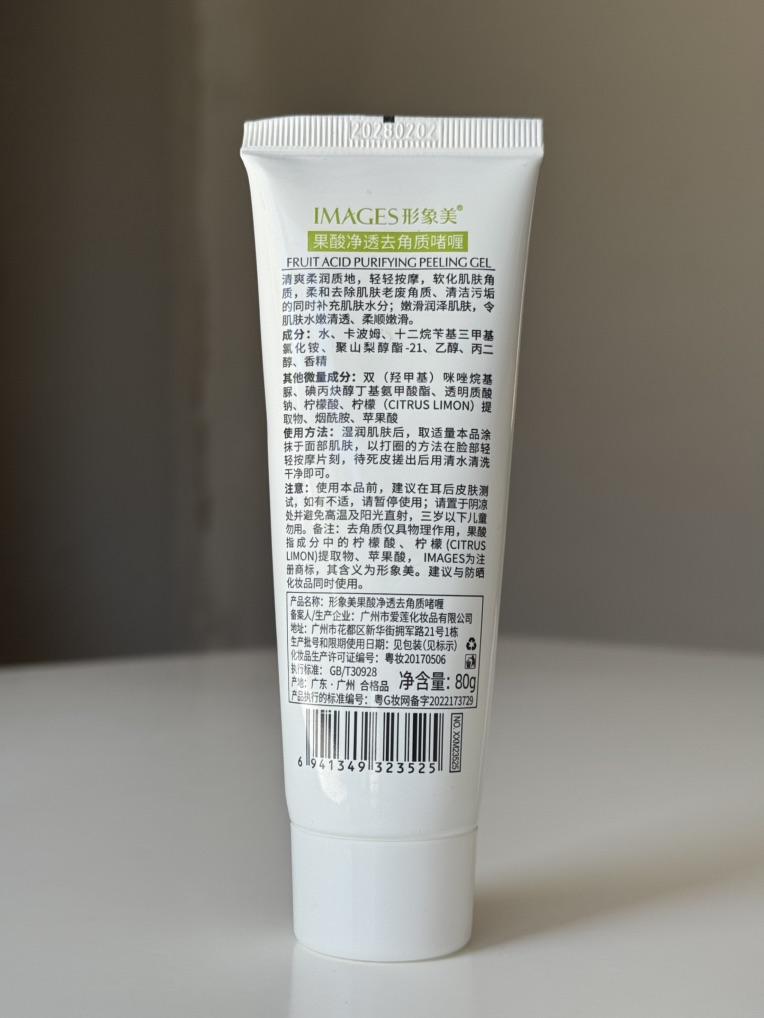 20280202
IMAGES形象美®
果酸净透去角质啫喱
FRUIT ACID PURIFYING PEELING GEL
清爽柔润质地，轻轻按摩，软化肌肤角
质，柔和去除肌肤老废角质、清洁污垢
的同时补充肌肤水分；嫩滑润泽肌肤，令
肌肤水嫩清透、柔顺嫩滑。
成分：水、卡波姆、十二烷苄基三甲基
氯化铵、聚山梨醇酯-21、乙醇、丙二
醇、香精
其他微量成分：双（羟甲基）咪唑烷基
脲、碘丙炔醇丁基氨甲酸酯、透明质酸
钠、柠檬酸、柠檬（CITRUS LIMON）提
取物、烟酰胺、苹果酸
使用方法：湿润肌肤后，取适量本品涂
抹于面部肌肤，以打圈的方法在脸部轻
轻按摩片刻，待死皮搓出后用清水清洗
干净即可。
注意：使用本品前，建议在耳后皮肤测
试，如有不适，请暂停使用；请置于阴凉
处并避免高温及阳光直射，三岁以下儿童
勿用。备注：去角质仅具物理作用，果酸
指成分中的柠檬酸、柠檬(CITRUS
LIMON)提取物、苹果酸，IMAGES为注
册商标，其含义为形象美。建议与防晒
化妆品同时使用。
产品名称：形象美果酸净透去角质啫喱
备案人/生产企业：广州市爱莲化妆品有限公司
地址：广州市花都区新华街拥军路21号1栋
生产批号和限期使用日期：见包装(见标示)
化妆品生产许可证编号：粤妆20170506
执行标准：GB/T30928
产地：广东·广州 合格品 净含量：80g
产品执行的标准编号：粤G妆网备字2022173729
6 941349 323525
NO. XXM23525